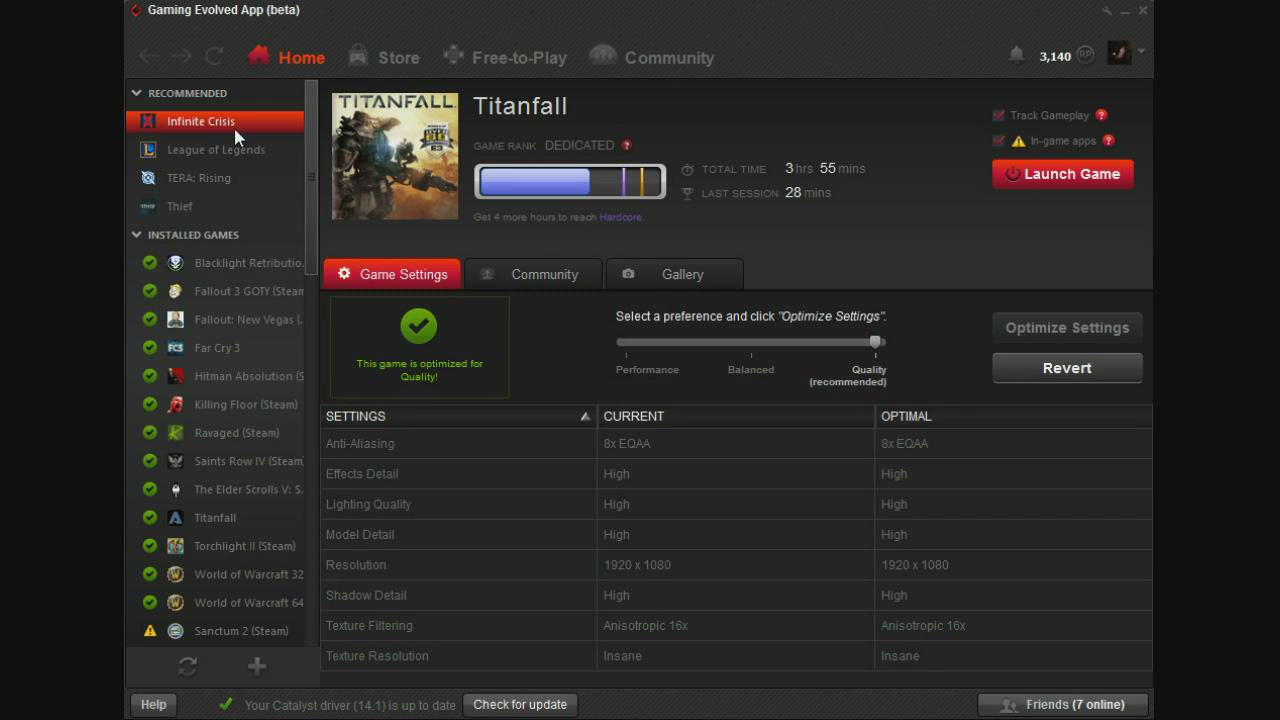 Gaming Evolved App (beta)
Home
Store
Free-to-Play
Community
3,140 RP
RECOMMENDED
Infinite Crisis
League of Legends
TERA: Rising
Thief
INSTALLED GAMES
Blacklight Retributio.
Fallout 3 GOTY (Steam
Fallout: New Vegas (.
Far Cry 3
Hitman Absolution (S
Killing Floor (Steam)
Ravaged (Steam)
Saints Row IV (Steam
The Elder Scrolls V: S.
Titanfall
Torchlight II (Steam)
World of Warcraft 32
World of Warcraft 64
Sanctum 2 (Steam)
TITANFALL
Titanfall
GAME RANK DEDICATED ?
Get 4 more hours to reach Hardcore.
TOTAL TIME 3 hrs 55 mins
LAST SESSION 28 mins
Track Gameplay ?
In-game apps ?
Launch Game
Game Settings
Community
Gallery
This game is optimized for
Quality!
Select a preference and click "Optimize Settings".
Performance
Balanced
Quality
(recommended)
Optimize Settings
Revert
SETTINGS CURRENT OPTIMAL
Anti-Aliasing 8x EQAA 8x EQAA
Effects Detail High High
Lighting Quality High High
Model Detail High High
Resolution 1920 x 1080 1920 x 1080
Shadow Detail High High
Texture Filtering Anisotropic 16x Anisotropic 16x
Texture Resolution Insane Insane
Help
Your Catalyst driver (14.1) is up to date
Check for update
Friends (7 online)